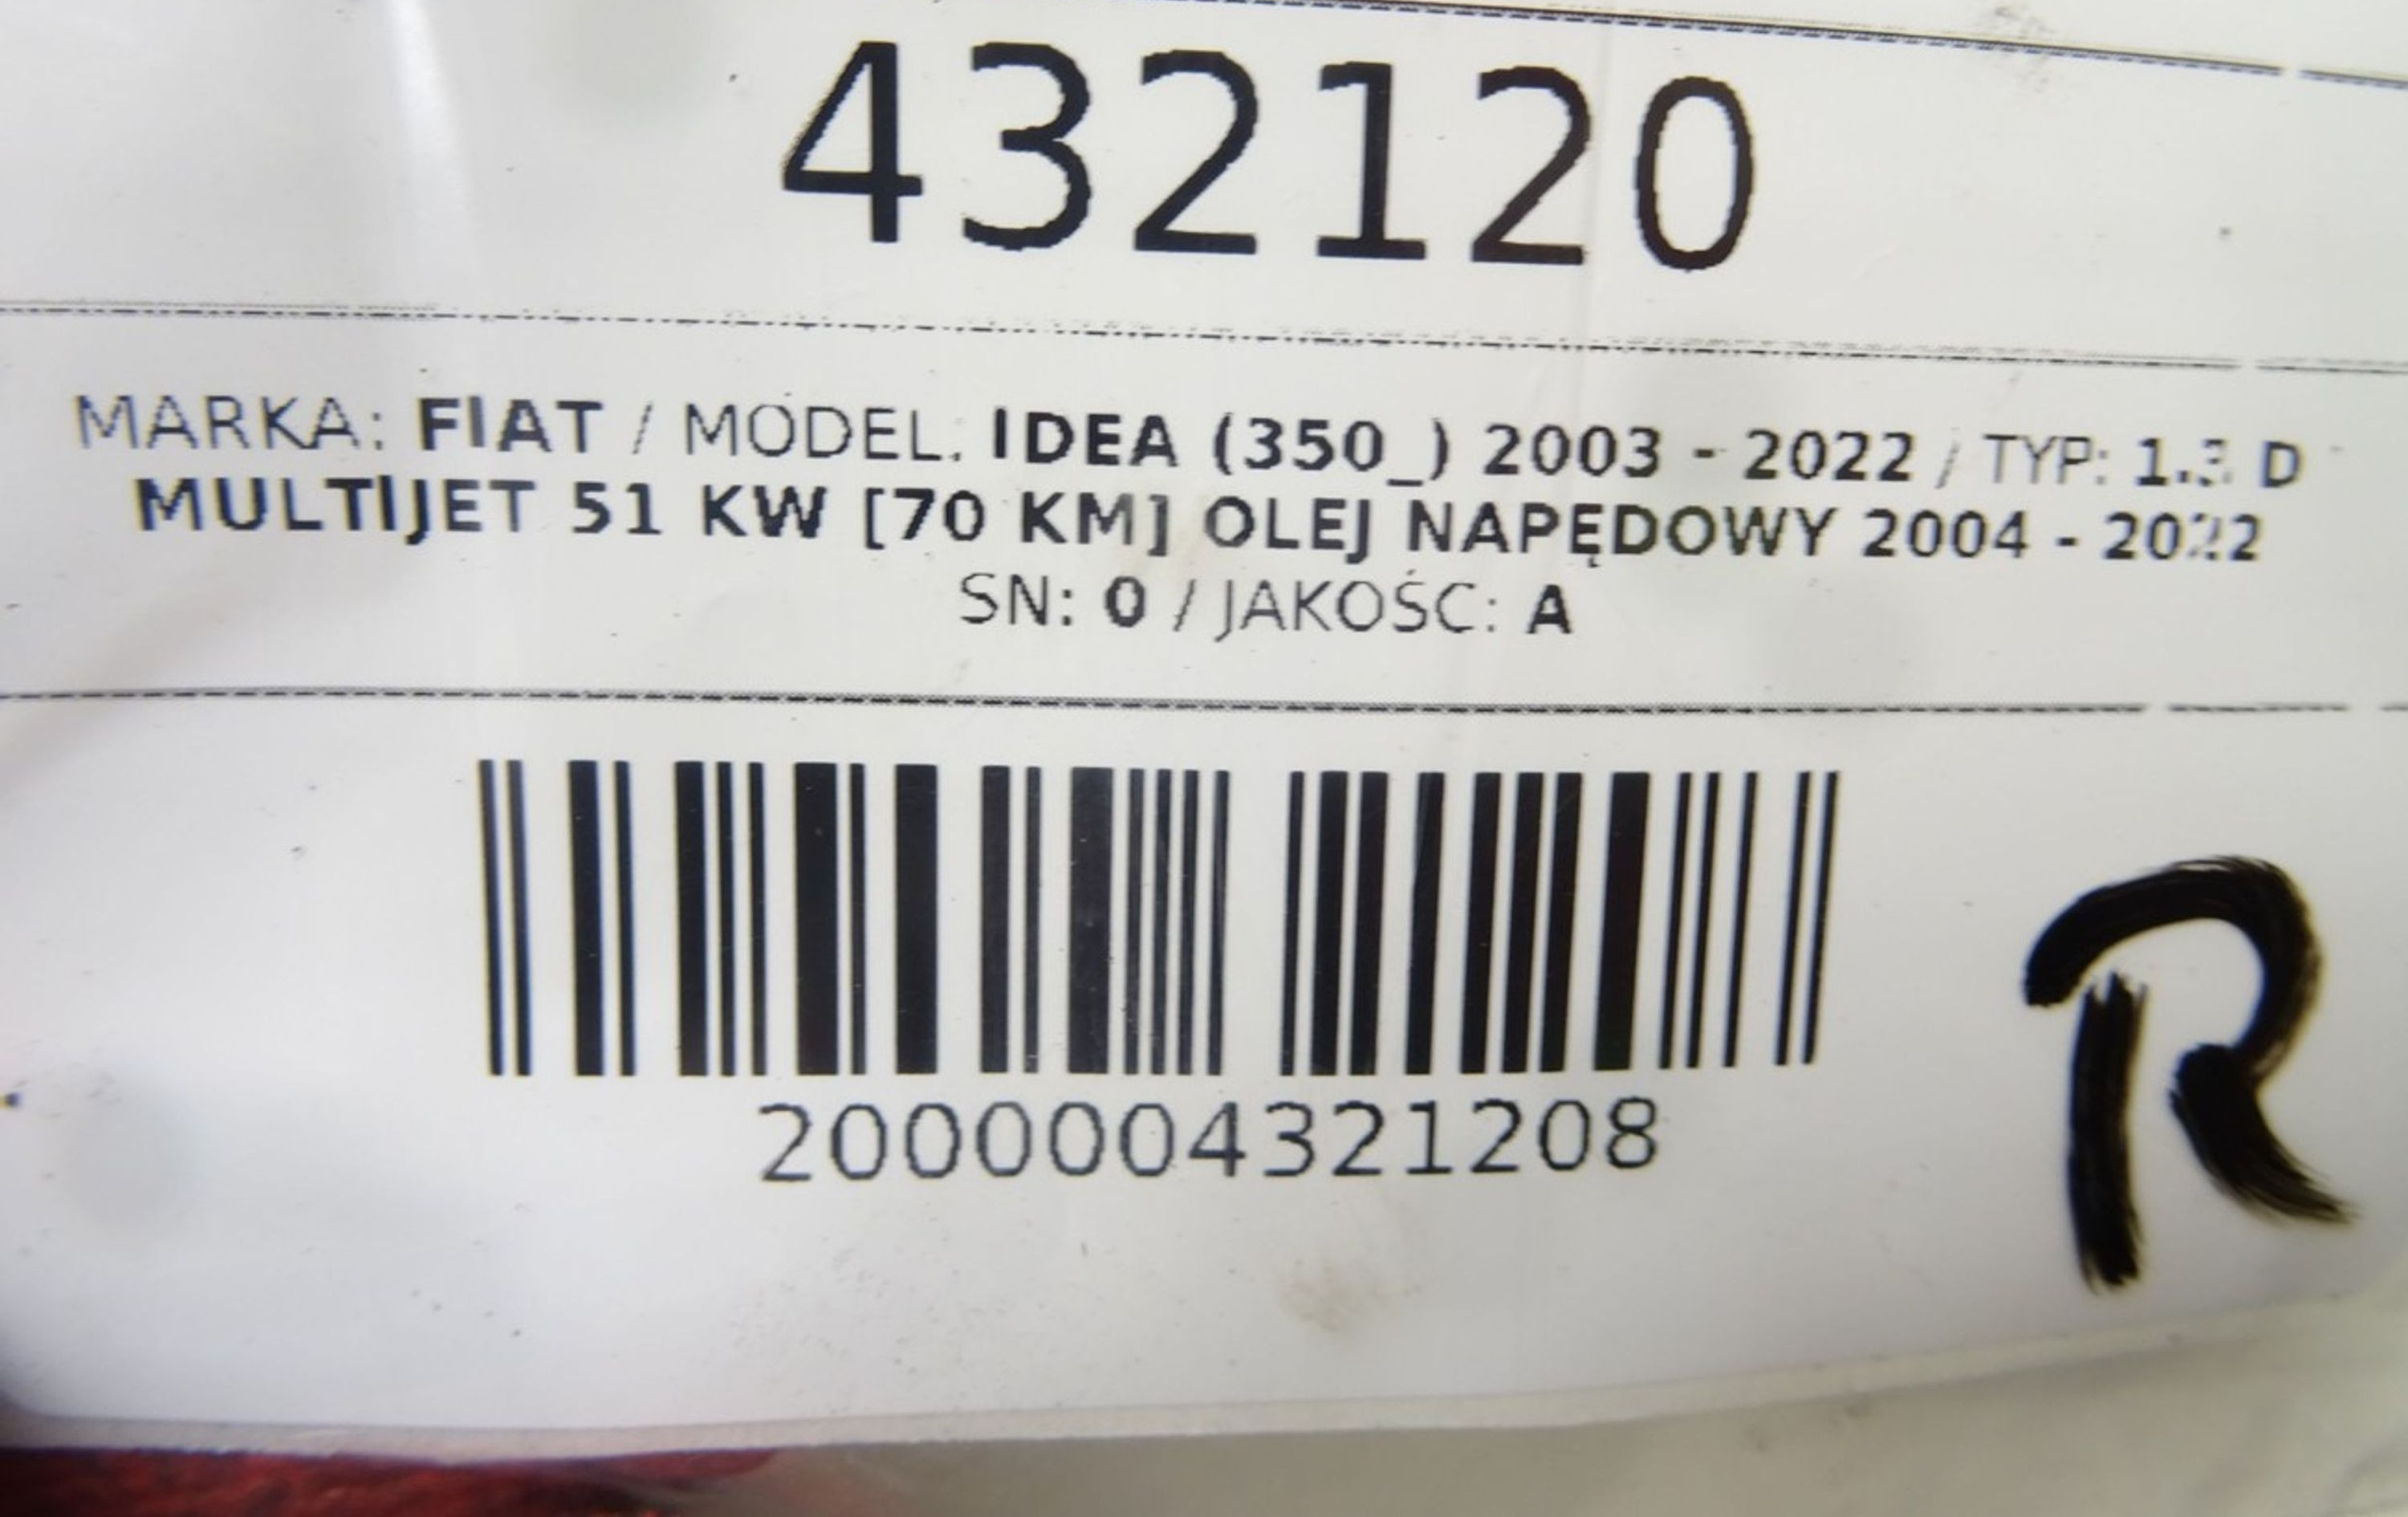 432120
MARKA: FIAT / MODEL: IDEA (350_) 2003 - 2022 / TYP: 1.3 D
MULTIJET 51 KW [70 KM] OLEJ NAPĘDOWY 2004 - 2022
SN: 0 / JAKOŚĆ: A
2000004321208
R